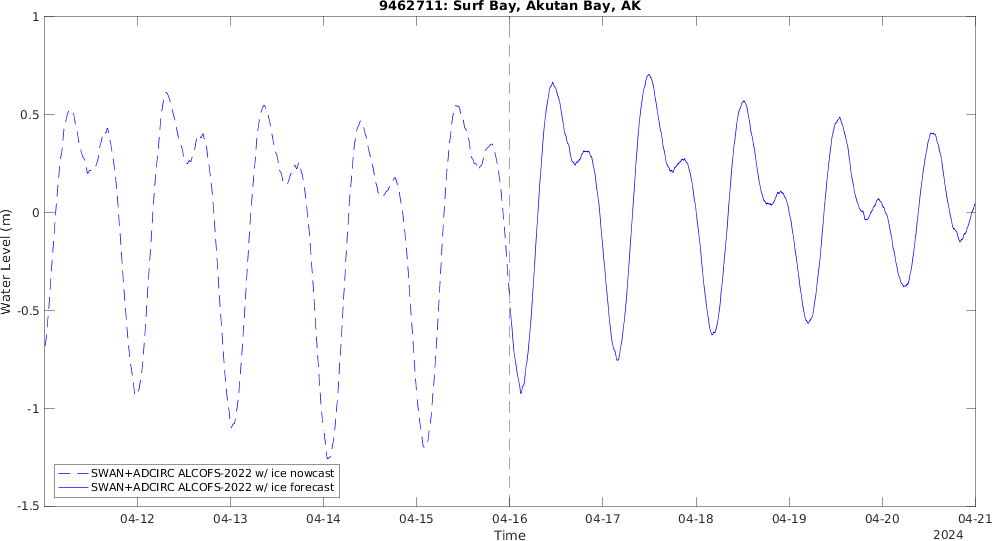 9462711: Surf Bay, Akutan Bay, AK
Water Level (m)
1
0.5
0
-0.5
-1
-1.5
SWAN+ADCIRC ALCOFS-2022 w/ ice nowcast
SWAN+ADCIRC ALCOFS-2022 w/ ice forecast
04-12 04-13 04-14 04-15 04-16 04-17 04-18 04-19 04-20 04-21
Time
2024